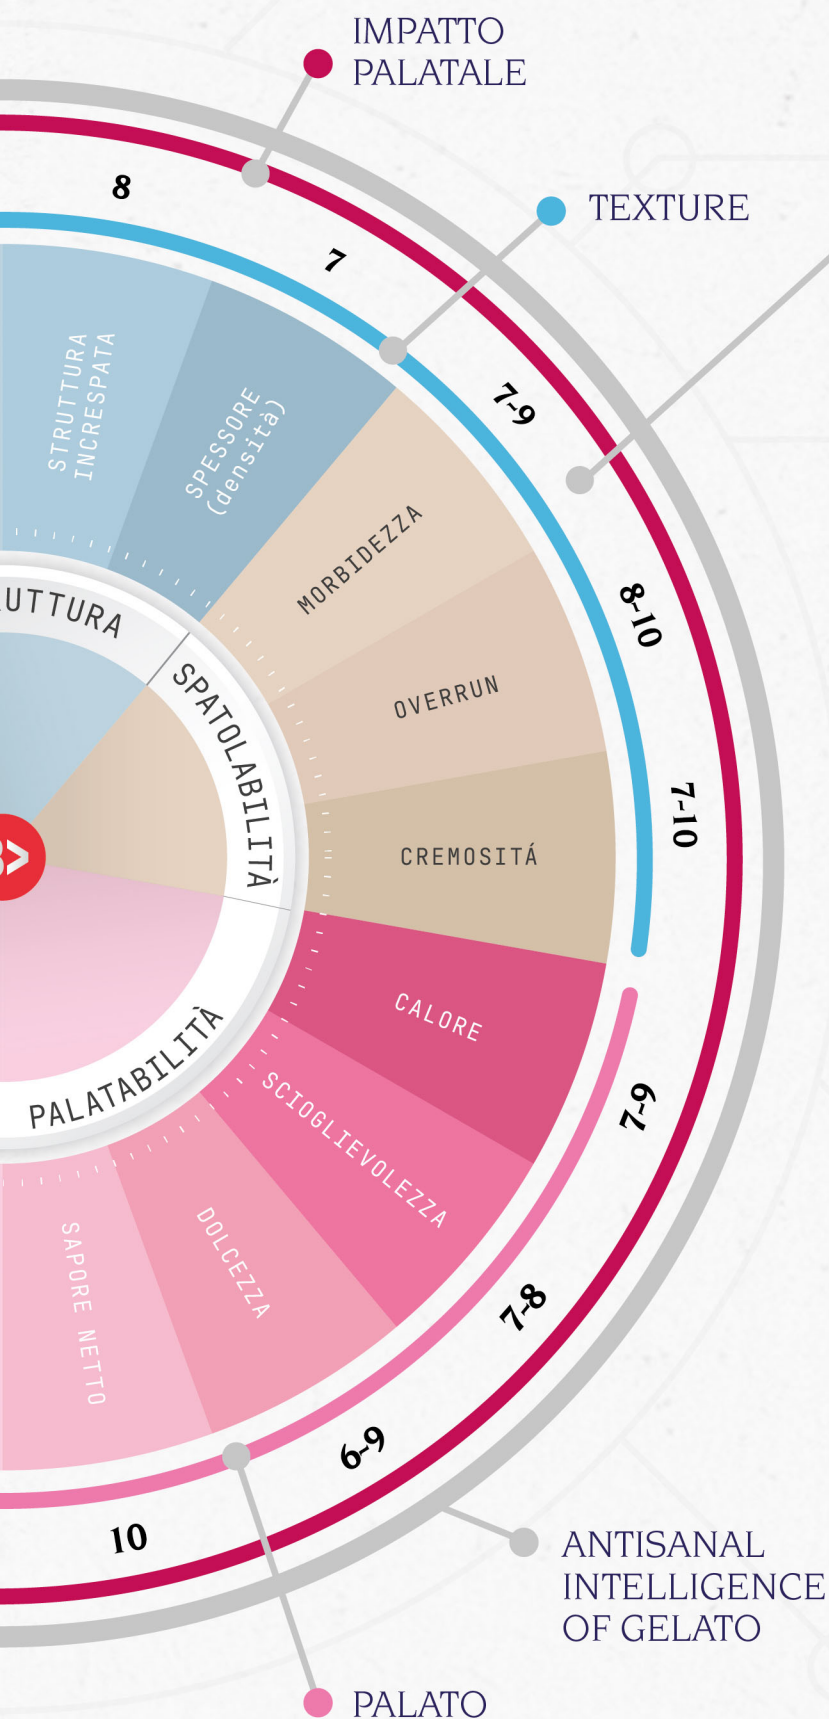 IMPATTO
PALATALE
8
TEXTURE
7
7-9
STRUTTURA
INCRESPATA
SPESSORE
(densità)
MORBIDEZZA
8-10
UTTURA
SPATOLABILITÀ
OVERRUN
7-10
CREMOSITÁ
CALORE
PALATABILITÀ
7-9
SCIOGLIEVOLEZZA
DOLCEZZA
SAPORE NETTO
7-8
6-9
10
ANTISANAL
INTELLIGENCE
OF GELATO
PALATO